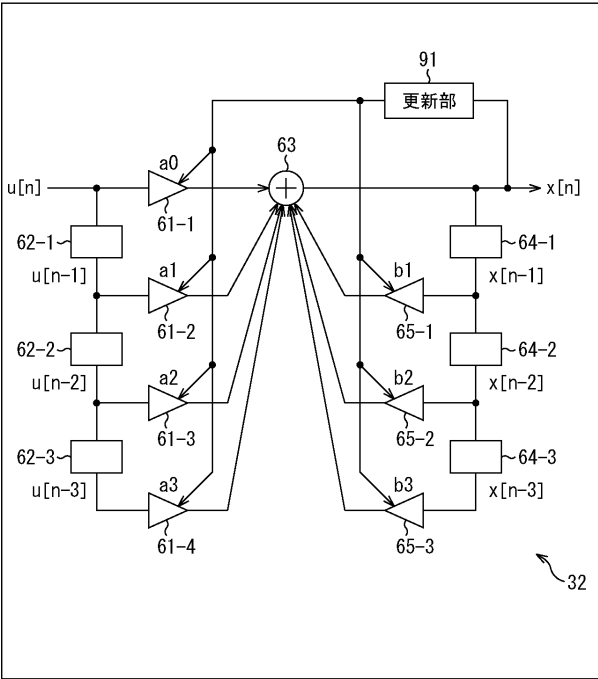 91
更新部
63
a0
u[n]
x[n]
61-1
62-1
64-1
u[n-1]
a1
b1
x[n-1]
61-2
65-1
62-2
64-2
u[n-2]
a2
b2
x[n-2]
61-3
65-2
62-3
64-3
u[n-3]
a3
b3
x[n-3]
61-4
65-3
32